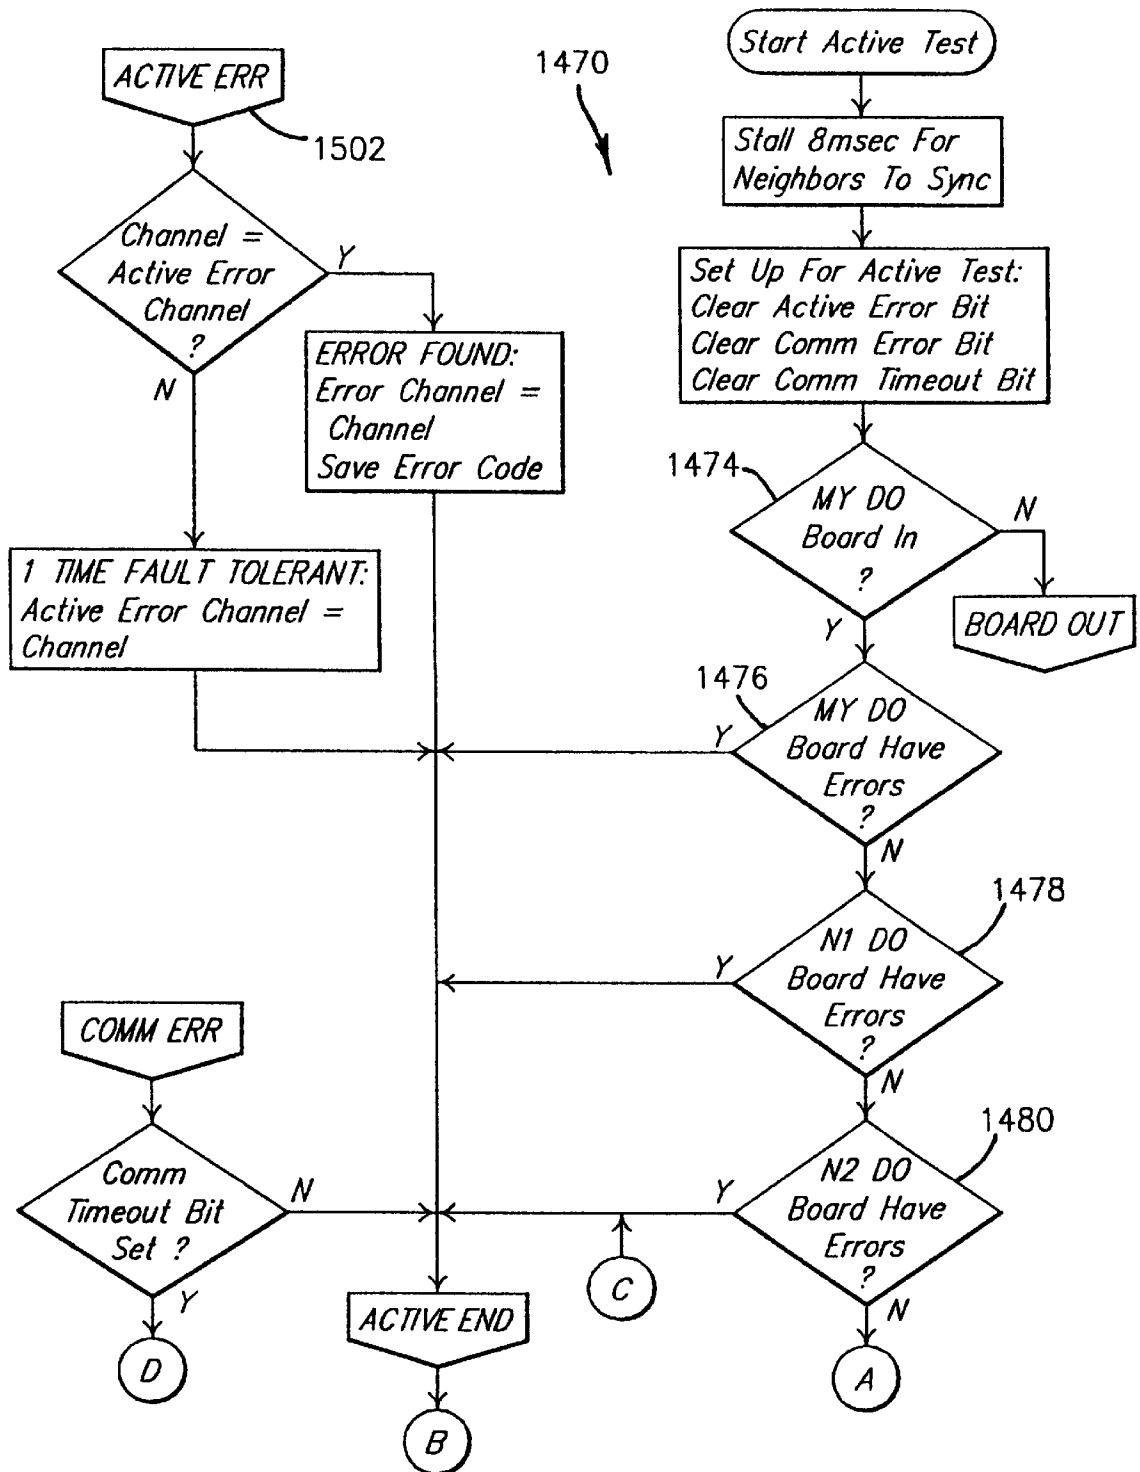 Start Active Test
Stall 8msec For
Neighbors To Sync
Set Up For Active Test:
Clear Active Error Bit
Clear Comm Error Bit
Clear Comm Timeout Bit
1470
1474
MY DO
Board In
?
N
BOARD OUT
Y
1476
MY DO
Board Have
Errors
?
Y
N
1478
N1 DO
Board Have
Errors
?
Y
N
1480
N2 DO
Board Have
Errors
?
Y
N
A
C
ACTIVE ERR
1502
Channel =
Active Error
Channel
?
Y
N
ERROR FOUND:
Error Channel =
Channel
Save Error Code
1 TIME FAULT TOLERANT:
Active Error Channel =
Channel
COMM ERR
Comm
Timeout Bit
Set ?
N
Y
D
ACTIVE END
B